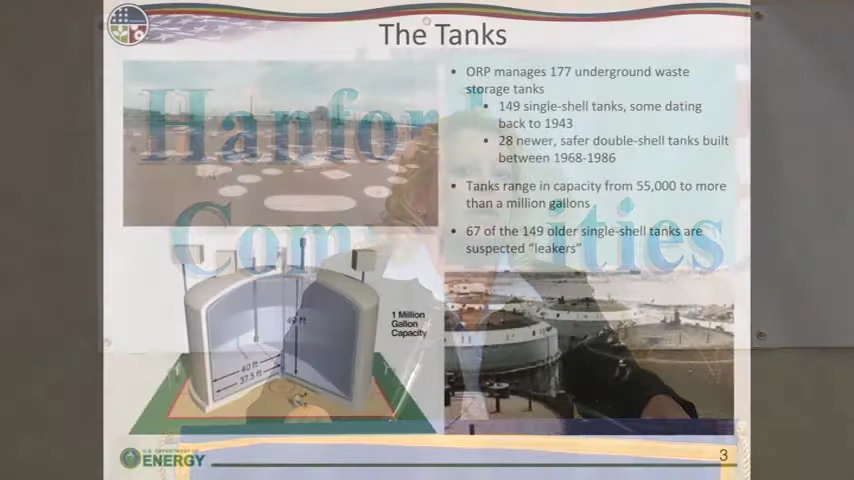 The Tanks
• ORP manages 177 underground waste
storage tanks
• 149 single-shell tanks, some dating
back to 1943
• 28 newer, safer double-shell tanks built
between 1968-1986
• Tanks range in capacity from 55,000 to more
than a million gallons
• 67 of the 149 older single-shell tanks are
suspected “leakers”
Hanford
49 ft.
1 Million
Gallon
Capacity
40 ft
37.5 ft
U.S. DEPARTMENT OF
ENERGY
3